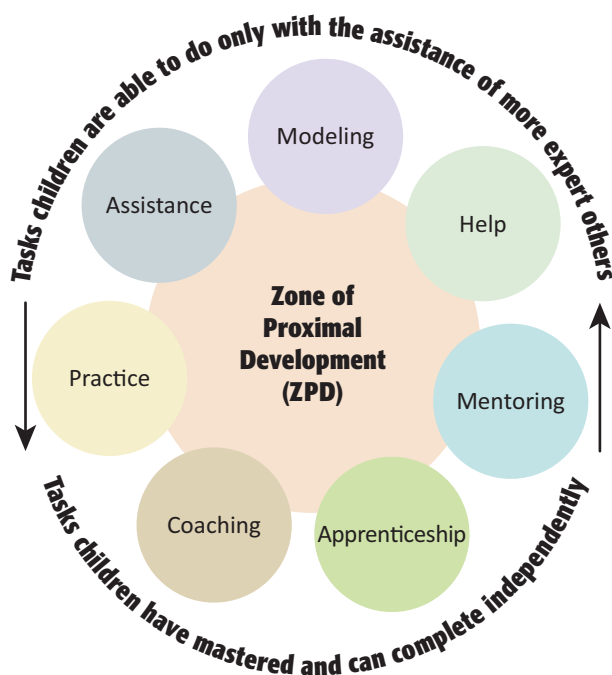 Tasks children are able to do only with the assistance of more expert others
Modeling
Assistance
Help
Zone of
Proximal
Development
(ZPD)
Practice
Mentoring
Coaching
Apprenticeship
Tasks children have mastered and can complete independently